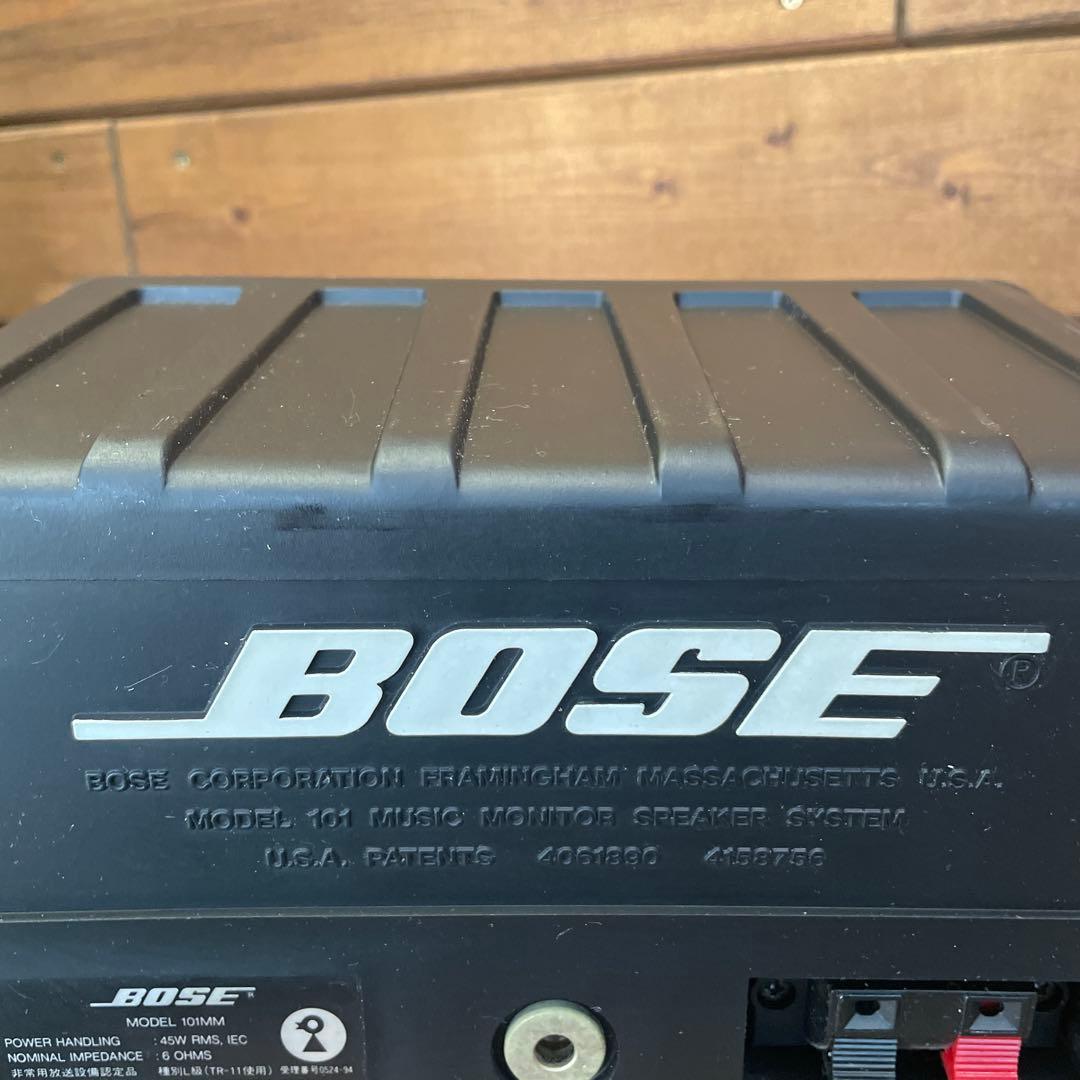 BOSE®
BOSE CORPORATION FRAMINGHAM MASSACHUSETTS U.S.A.
MODEL 101 MUSIC MONITOR SPEAKER SYSTEM
U.S.A. PATENTS 4061890 4158756
BOSE®
MODEL 101MM
POWER HANDLING : 45W RMS, IEC
NOMINAL IMPEDANCE : 6 OHMS
非常用放送設備認定品 種別L級(TR-11使用) 受理番号0524-94